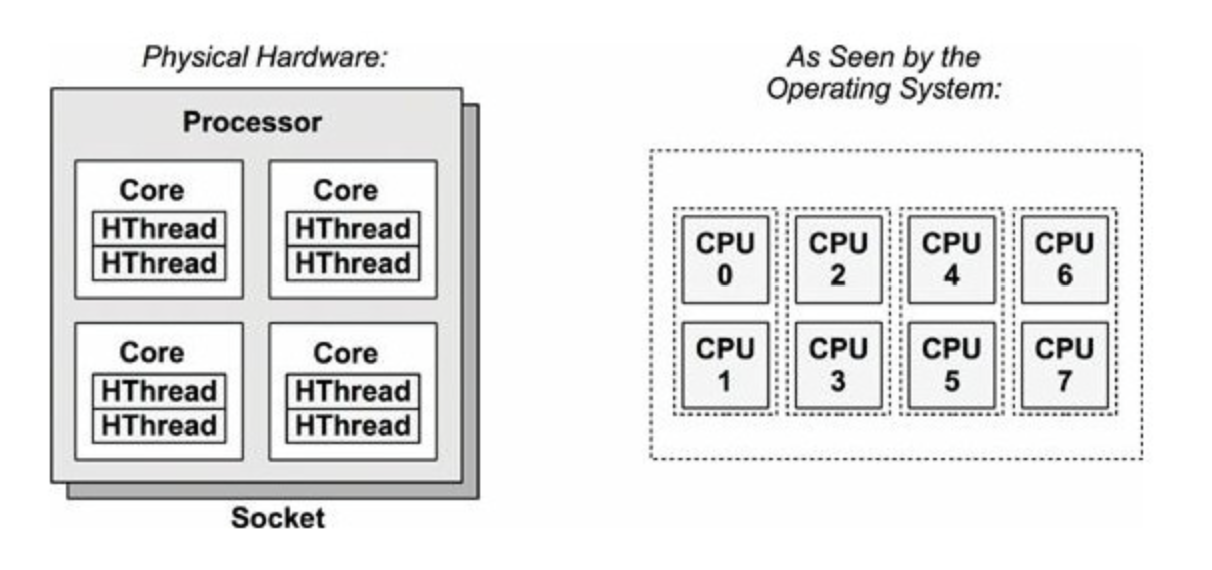 Physical Hardware:
Processor
Core
HThread
HThread
Core
HThread
HThread
Core
HThread
HThread
Core
HThread
HThread
Socket
As Seen by the
Operating System:
CPU
0
CPU
2
CPU
4
CPU
6
CPU
1
CPU
3
CPU
5
CPU
7